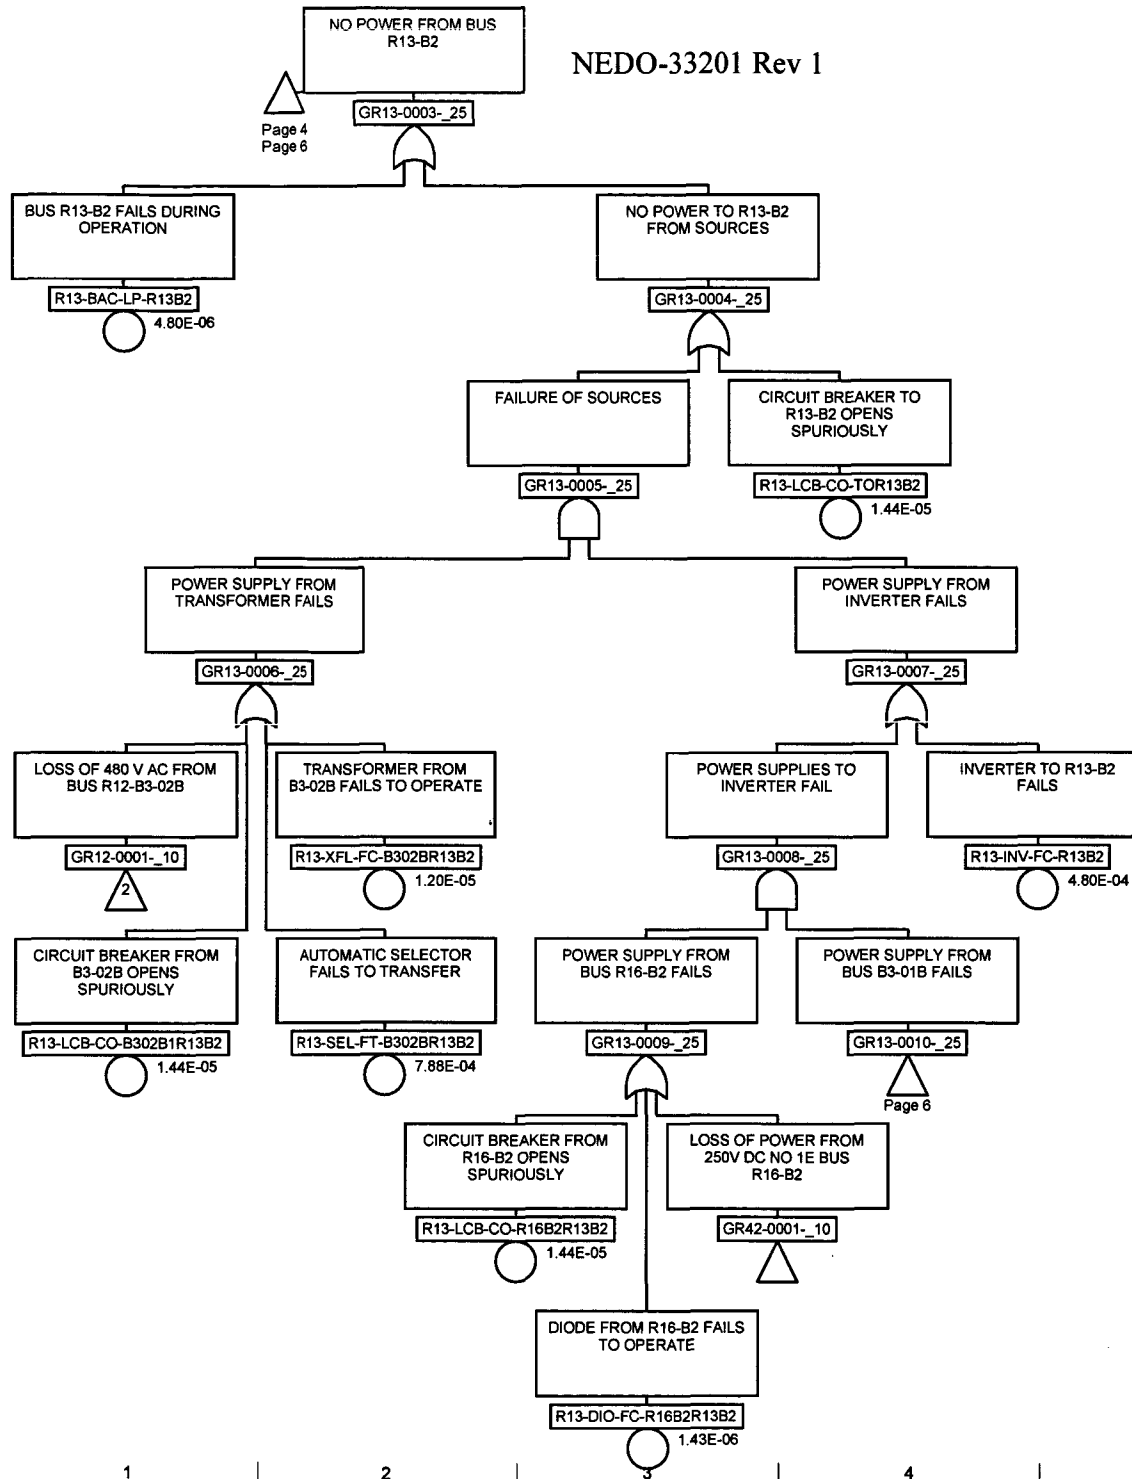 NO POWER FROM BUS
R13-B2
NEDO-33201 Rev 1
GR13-0003-_25
Page 4
Page 6
BUS R13-B2 FAILS DURING
OPERATION
R13-BAC-LP-R13B2
4.80E-06
NO POWER TO R13-B2
FROM SOURCES
GR13-0004-_25
FAILURE OF SOURCES
GR13-0005-_25
CIRCUIT BREAKER TO
R13-B2 OPENS
SPURIOUSLY
R13-LCB-CO-TOR13B2
1.44E-05
POWER SUPPLY FROM
TRANSFORMER FAILS
GR13-0006-_25
POWER SUPPLY FROM
INVERTER FAILS
GR13-0007-_25
LOSS OF 480 V AC FROM
BUS R12-B3-02B
GR12-0001-_10
2
TRANSFORMER FROM
B3-02B FAILS TO OPERATE
R13-XFL-FC-B302BR13B2
1.20E-05
POWER SUPPLIES TO
INVERTER FAIL
GR13-0008-_25
INVERTER TO R13-B2
FAILS
R13-INV-FC-R13B2
4.80E-04
CIRCUIT BREAKER FROM
B3-02B OPENS
SPURIOUSLY
R13-LCB-CO-B302B1R13B2
1.44E-05
AUTOMATIC SELECTOR
FAILS TO TRANSFER
R13-SEL-FT-B302BR13B2
7.88E-04
POWER SUPPLY FROM
BUS R16-B2 FAILS
GR13-0009-_25
POWER SUPPLY FROM
BUS B3-01B FAILS
GR13-0010-_25
Page 6
CIRCUIT BREAKER FROM
R16-B2 OPENS
SPURIOUSLY
R13-LCB-CO-R16B2R13B2
1.44E-05
LOSS OF POWER FROM
250V DC NO 1E BUS
R16-B2
GR42-0001-_10
DIODE FROM R16-B2 FAILS
TO OPERATE
R13-DIO-FC-R16B2R13B2
1.43E-06
1 2 3 4